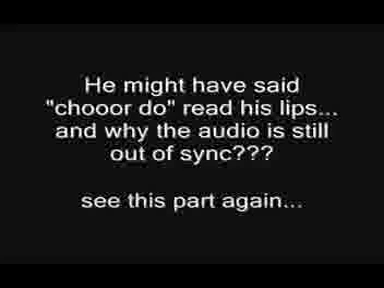 He might have said
"chooor do" read his lips...
and why the audio is still
out of sync???
see this part again...